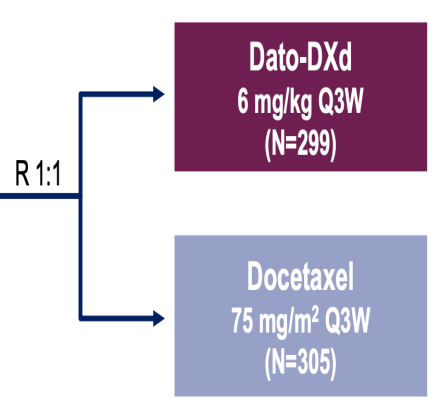 R 1:1
Dato-DXd
6 mg/kg Q3W
(N=299)
Docetaxel
75 mg/m² Q3W
(N=305)